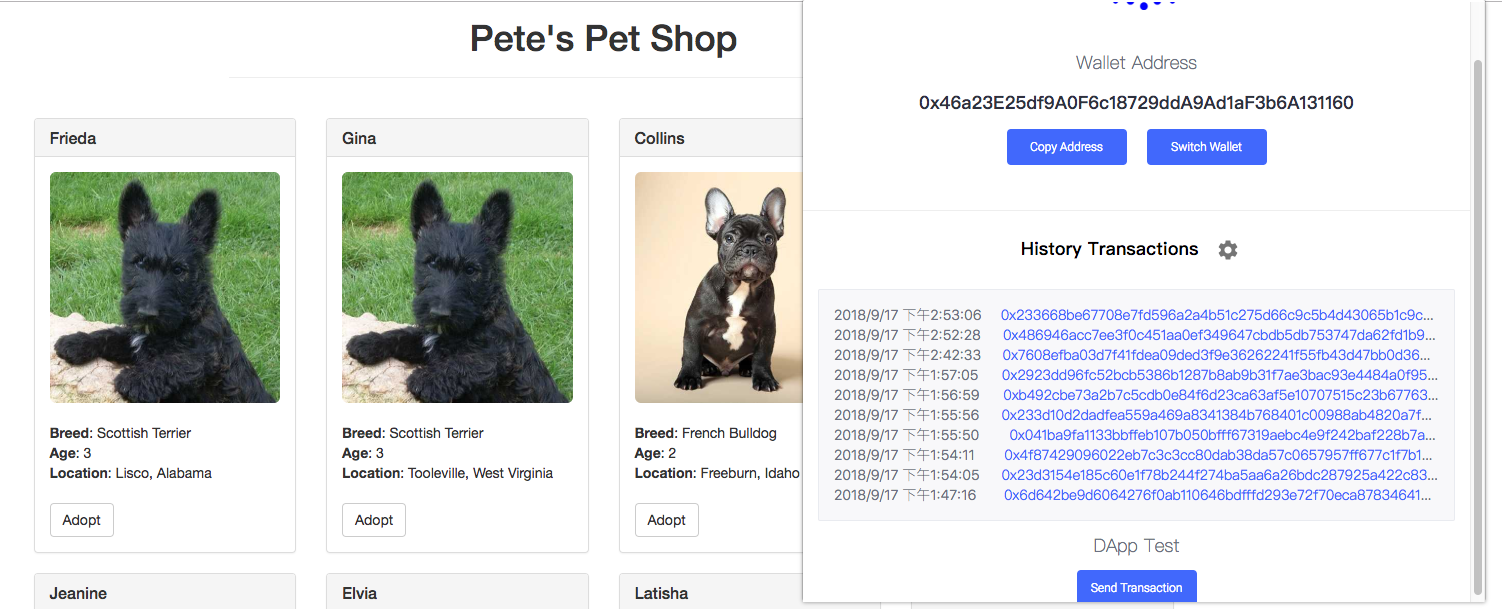 Pete's Pet Shop
Frieda
Breed: Scottish Terrier
Age: 3
Location: Lisco, Alabama
Adopt
Gina
Breed: Scottish Terrier
Age: 3
Location: Tooleville, West Virginia
Adopt
Collins
Breed: French Bulldog
Age: 2
Location: Freeburn, Idaho
Adopt
Jeanine
Elvia
Latisha
Wallet Address
0x46a23E25df9A0F6c18729ddA9Ad1aF3b6A131160
Copy Address
Switch Wallet
History Transactions
2018/9/17 下午2:53:06 0x233668be67708e7fd596a2a4b51c275d66c9c5b4d43065b1c9c...
2018/9/17 下午2:52:28 0x486946acc7ee3f0c451aa0ef349647cbdb5db753747da62fd1b9...
2018/9/17 下午2:42:33 0x7608efba03d7f41fdea09ded3f9e36262241f55fb43d47bb0d36...
2018/9/17 下午1:57:05 0x2923dd96fc52bcb5386b1287b8ab9b31f7ae3bac93e4484a0f95...
2018/9/17 下午1:56:59 0xb492cbe73a2b7c5cdb0e84f6d23ca63af5e10707515c23b67763...
2018/9/17 下午1:55:56 0x233d10d2dadfea559a469a8341384b768401c00988ab4820a7f...
2018/9/17 下午1:55:50 0x041ba9fa1133bbffeb107b050bfff67319aebc4e9f242baf228b7a...
2018/9/17 下午1:54:11 0x4f87429096022eb7c3c3cc80dab38da57c0657957ff677c1f7b1...
2018/9/17 下午1:54:05 0x23d3154e185c60e1f78b244f274ba5aa6a26bdc287925a422c83...
2018/9/17 下午1:47:16 0x6d642be9d6064276f0ab110646bdfffd293e72f70eca87834641...
DApp Test
Send Transaction